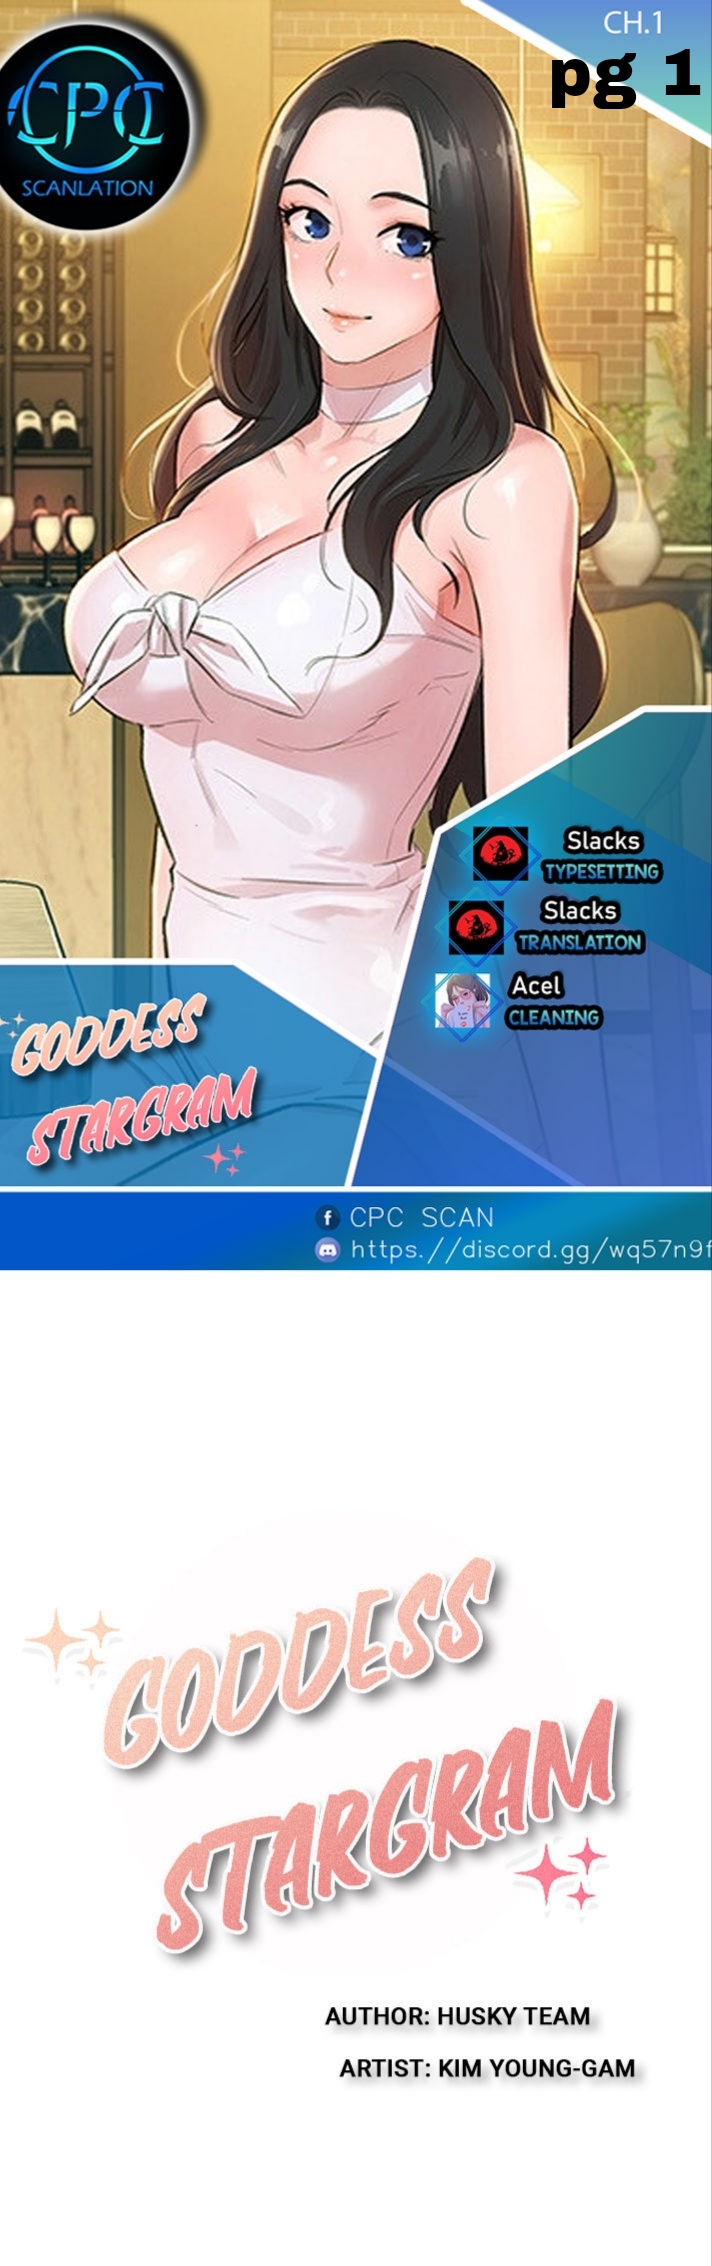 CH.1
pg 1
CPC
SCANLATION
Slacks
TYPESETTING
Slacks
TRANSLATION
Acel
CLEANING
GODDESS
STARGRAM
CPC SCAN
https://discord.gg/wq57n9f
GODDESS
STARGRAM
AUTHOR: HUSKY TEAM
ARTIST: KIM YOUNG-GAM